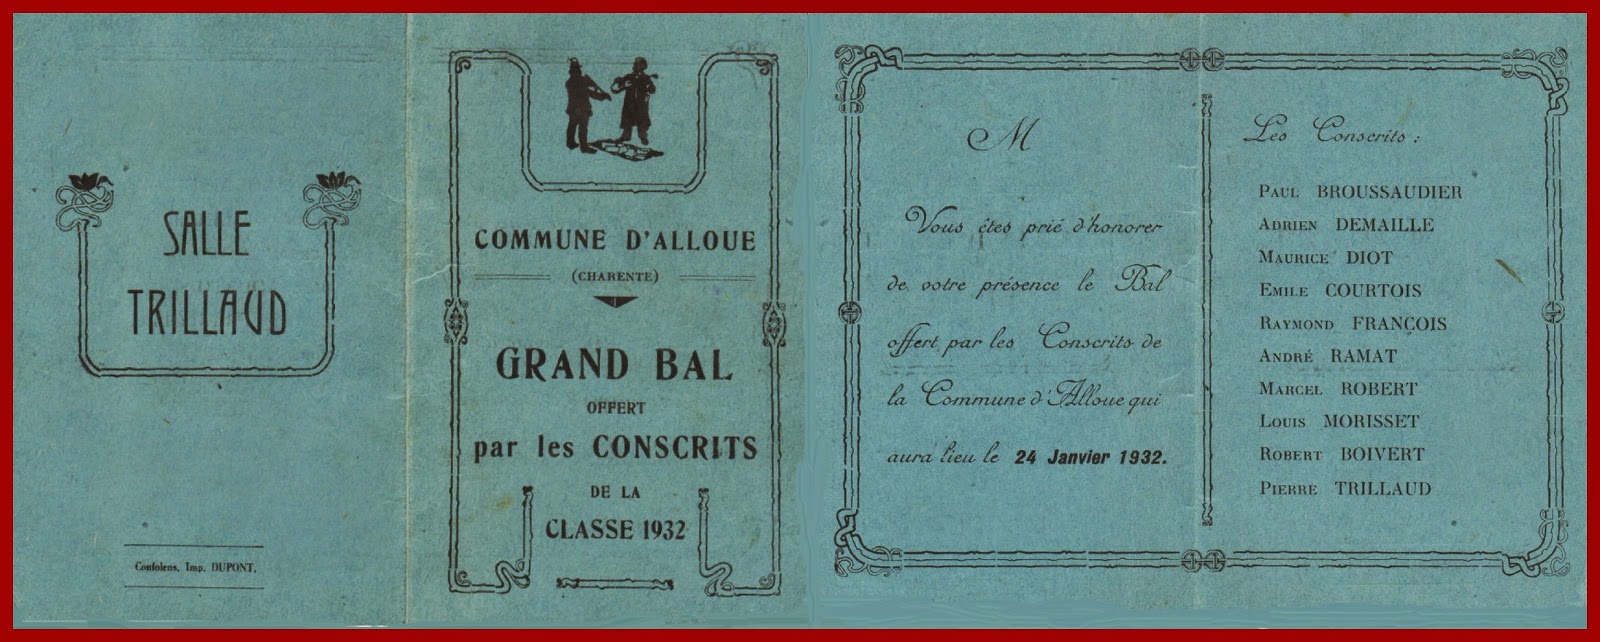 SALLE
TRILLAUD
Confolens, Imp. DUPONT.
COMMUNE D'ALLOUE
(CHARENTE)
GRAND BAL
OFFERT
par les CONSCRITS
DE LA
CLASSE 1932
M
Vous êtes prié d'honorer
de votre présence le Bal
offert par les Conscrits de
la Commune d'Alloue qui
aura lieu le 24 Janvier 1932.
Les Conscrits :
PAUL BROUSSAUDIER
ADRIEN DEMAILLE
MAURICE DIOT
EMILE COURTOIS
RAYMOND FRANÇOIS
ANDRÉ RAMAT
MARCEL ROBERT
LOUIS MORISSET
ROBERT BOIVERT
PIERRE TRILLAUD